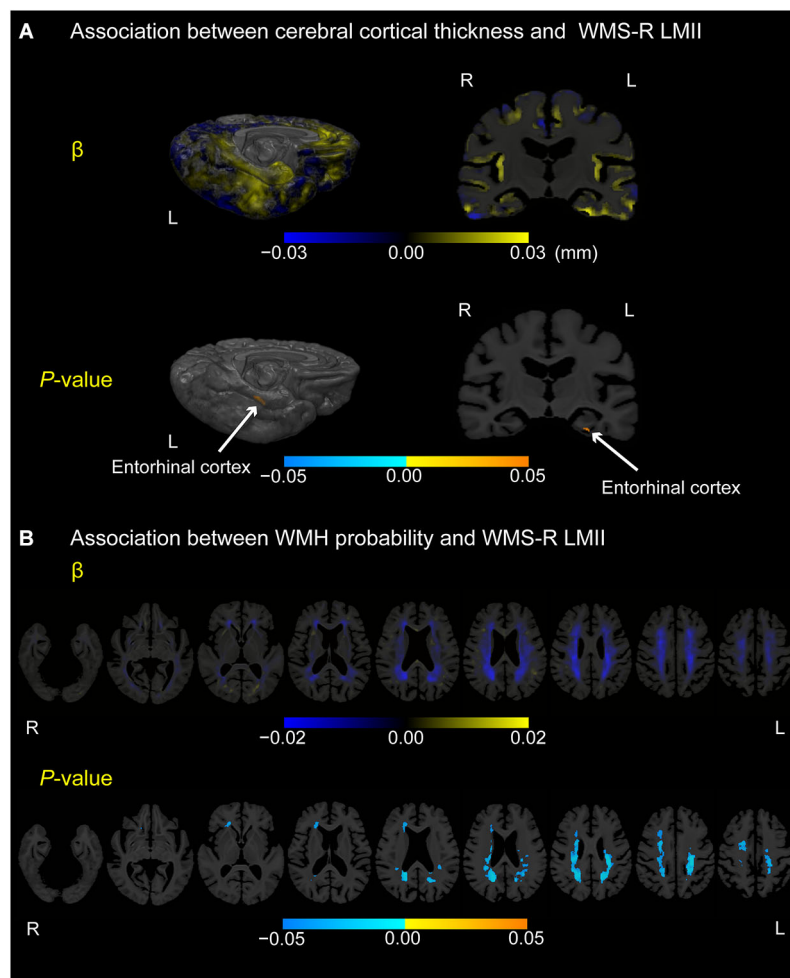 A Association between cerebral cortical thickness and WMS-R LMII
R L
β
L
−0.03 0.00 0.03 (mm)
R L
P-value
L
Entorhinal cortex
−0.05 0.00 0.05
Entorhinal cortex
B Association between WMH probability and WMS-R LMII
β
R L
−0.02 0.00 0.02
P-value
R L
−0.05 0.00 0.05